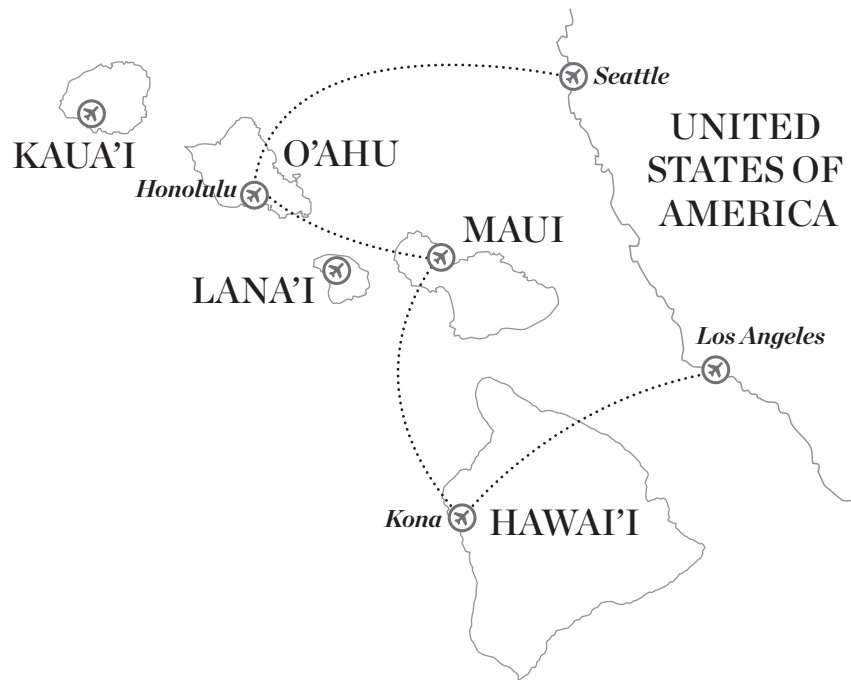 Seattle
UNITED
STATES OF
AMERICA
KAUA’I
O’AHU
Honolulu
MAUI
LANA’I
Los Angeles
Kona
HAWAI’I